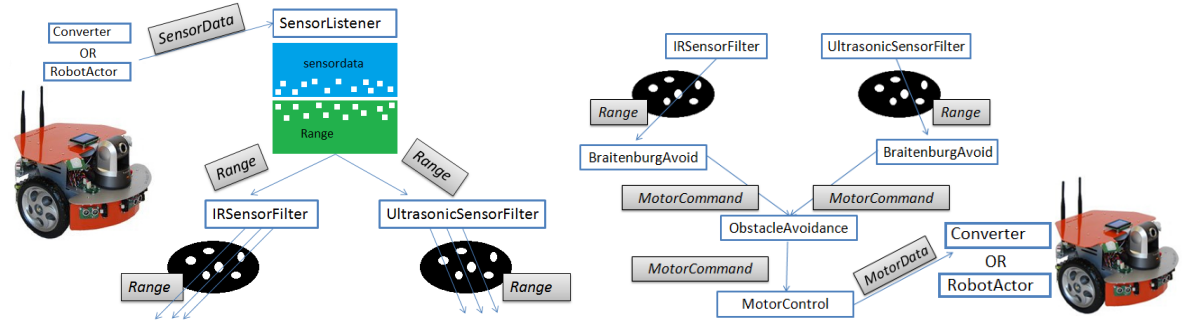 Converter
OR
RobotActor
SensorData
SensorListener
sensordata
Range
Range
Range
IRSensorFilter
UltrasonicSensorFilter
Range
Range
IRSensorFilter
UltrasonicSensorFilter
Range
Range
BraitenburgAvoid
BraitenburgAvoid
MotorCommand
MotorCommand
ObstacleAvoidance
MotorCommand
MotorControl
MotorData
Converter
OR
RobotActor